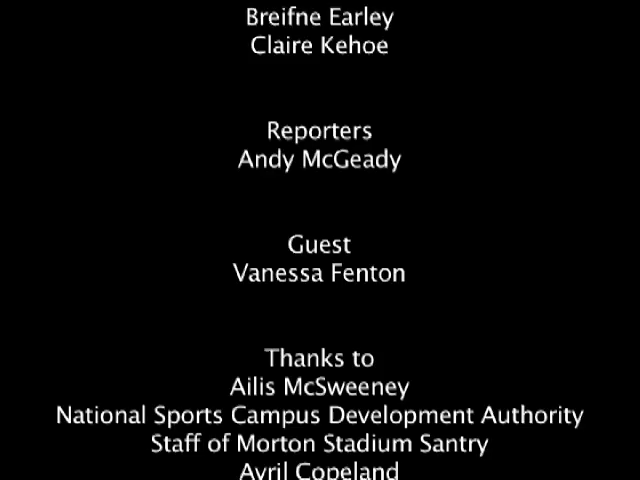 Breifne Earley
Claire Kehoe
Reporters
Andy McGeady
Guest
Vanessa Fenton
Thanks to
Ailis McSweeney
National Sports Campus Development Authority
Staff of Morton Stadium Santry
Avril Copeland